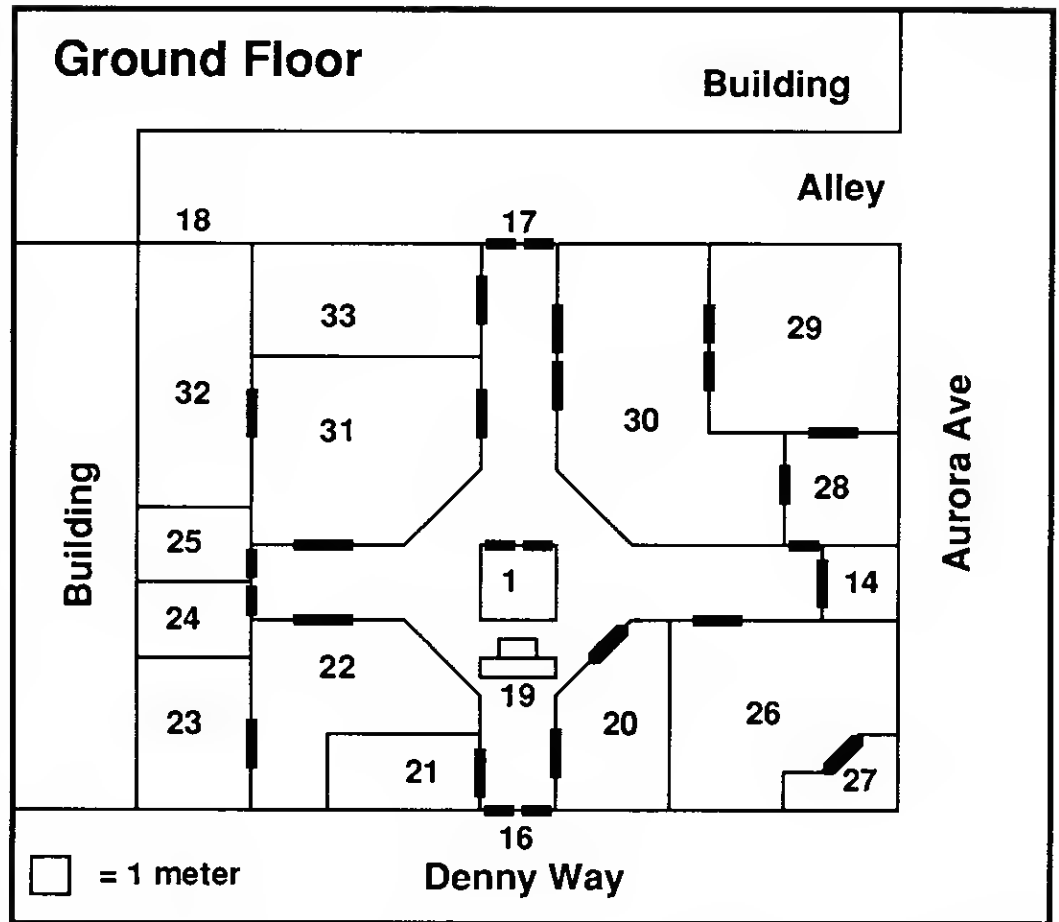 Ground Floor
Building
Alley
18
17
33
29
32
31
30
Aurora Ave
28
Building
25
1
14
24
22
19
20
26
23
21
27
16
= 1 meter
Denny Way